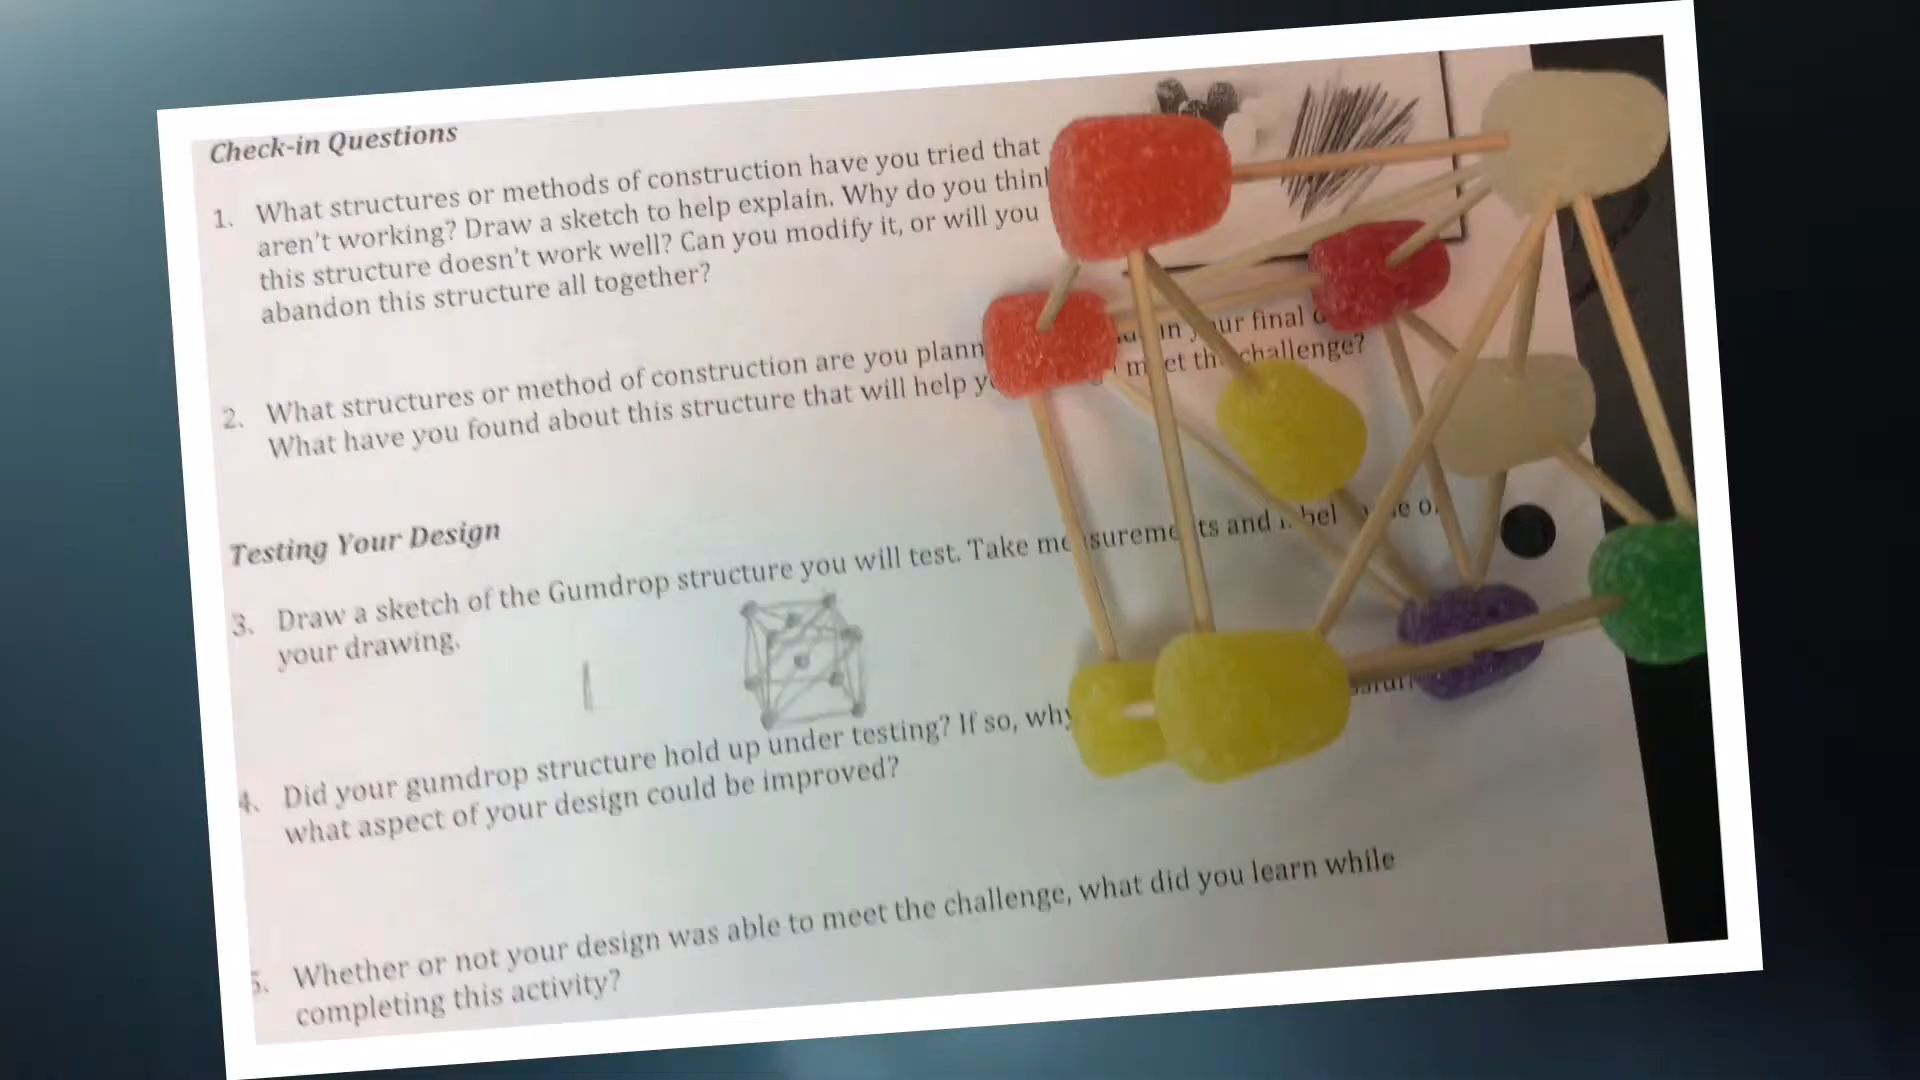 Check-in Questions
1. What structures or methods of construction have you tried that
aren't working? Draw a sketch to help explain. Why do you think
this structure doesn't work well? Can you modify it, or will you
abandon this structure all together?
2. What structures or method of construction are you plann in your final
What have you found about this structure that will help y meet the challenge?
Testing Your Design
3. Draw a sketch of the Gumdrop structure you will test. Take measurements and label
your drawing.
4. Did your gumdrop structure hold up under testing? If so, why
what aspect of your design could be improved?
5. Whether or not your design was able to meet the challenge, what did you learn while
completing this activity?